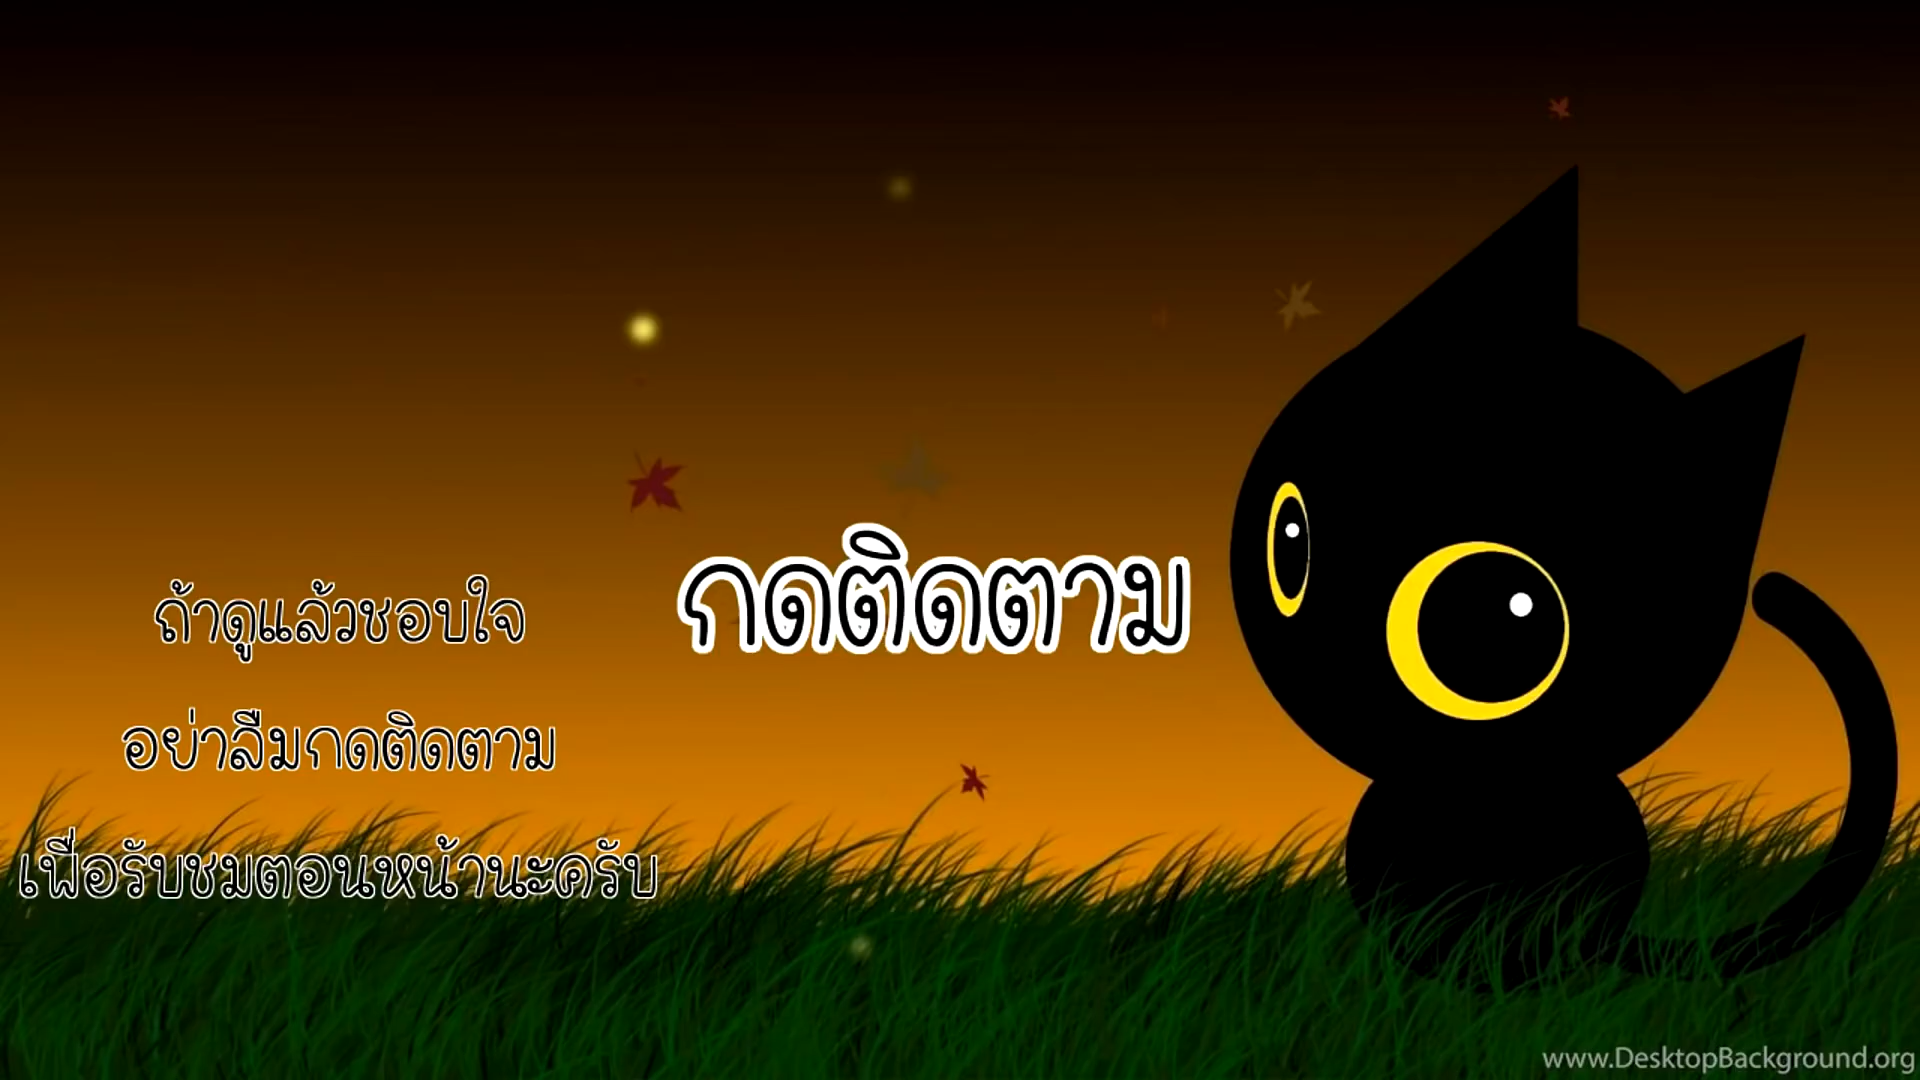 ถ้าดูแล้วชอบใจ
อย่าลืมกดติดตาม
เพื่อรับชมตอนหน้านะครับ
กดติดตาม
www.DesktopBackground.org